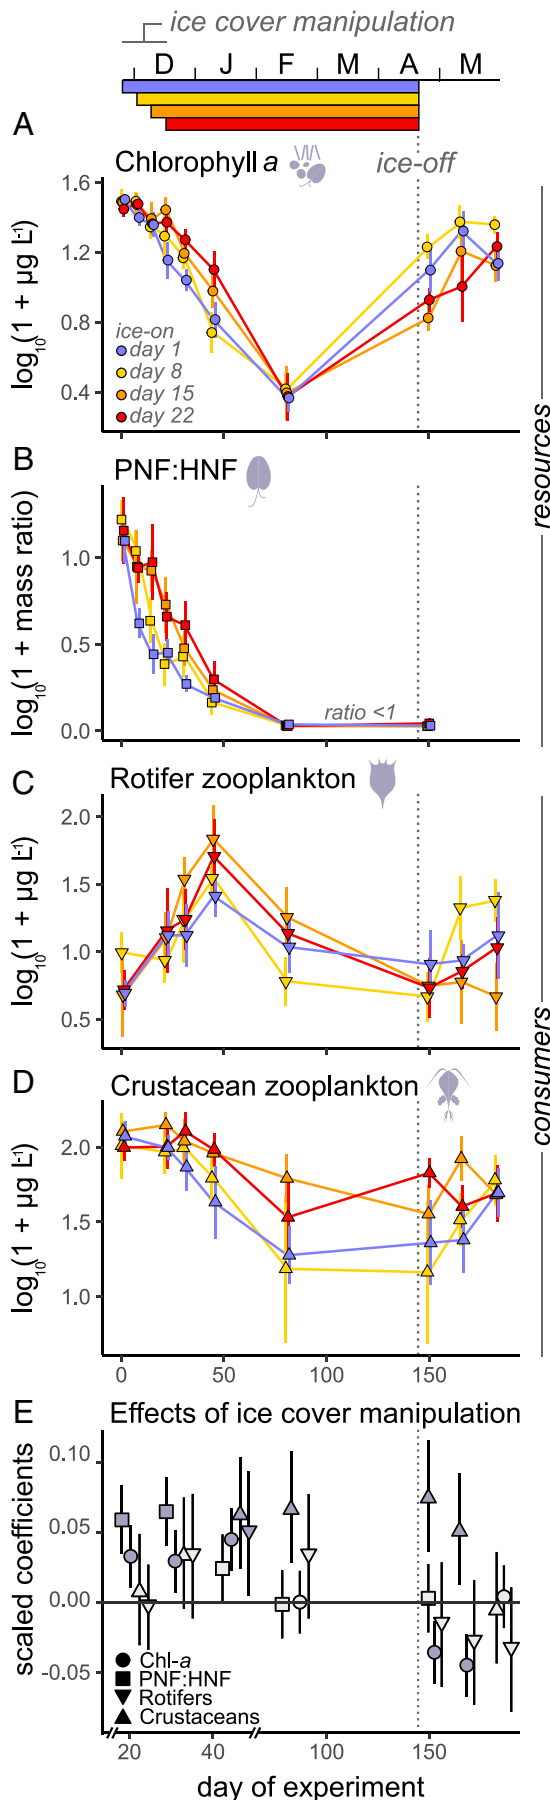 ice cover manipulation
D J F M A M
A
Chlorophyll a
ice-off
1.6
1.2
0.8
0.4
log10(1 + µg L-1)
ice-on
day 1
day 8
day 15
day 22
resources
B
PNF:HNF
1.0
0.5
0.0
log10(1 + mass ratio)
ratio <1
C
Rotifer zooplankton
2.0
1.5
1.0
0.5
log10(1 + µg L-1)
consumers
D
Crustacean zooplankton
2.0
1.5
1.0
log10(1 + µg L-1)
0 50 100 150
E
Effects of ice cover manipulation
0.10
0.05
0.00
-0.05
scaled coefficients
Chl-a
PNF:HNF
Rotifers
Crustaceans
20 40 100 150
day of experiment